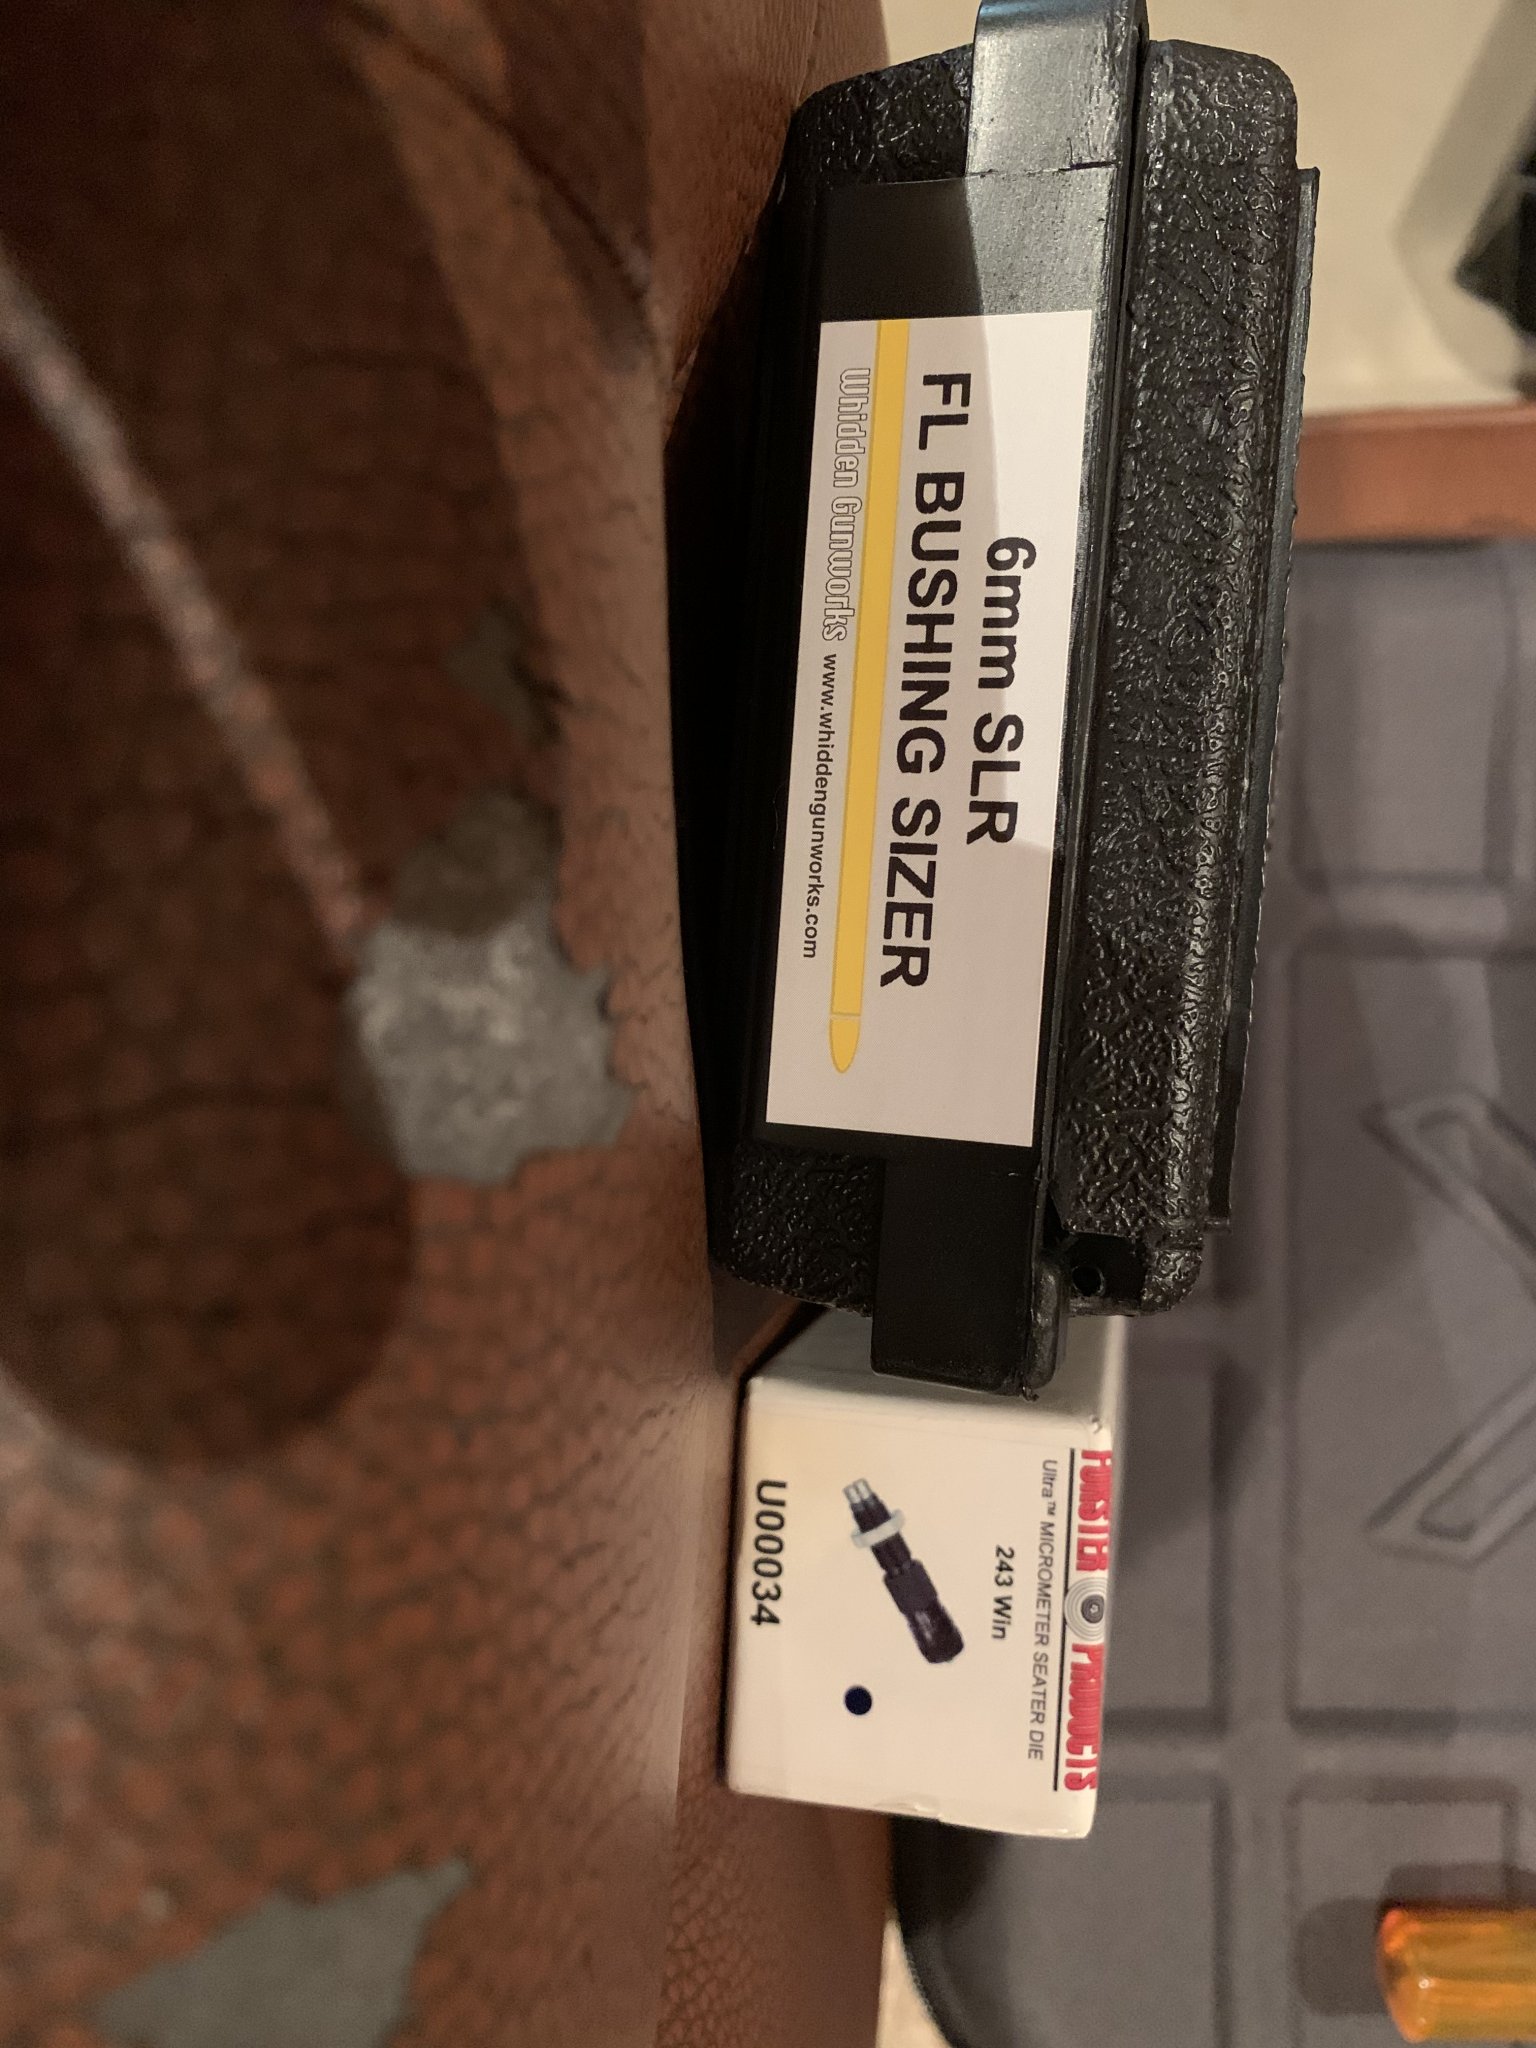 6mm SLR
FL BUSHING SIZER
Whidden Gunworks www.whiddengunworks.com
FORSTER PRODUCTS
Ultra™ MICROMETER SEATER DIE
243 Win
U00034